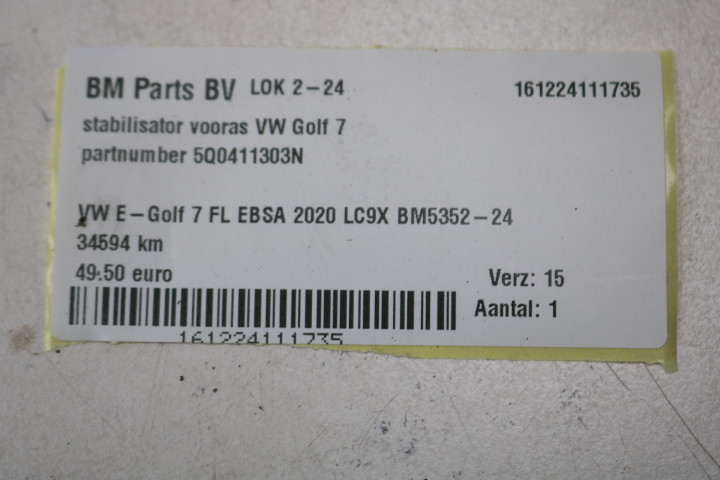 BM Parts BV LOK 2-24 161224111735
stabilisator vooras VW Golf 7
partnumber 5Q0411303N
VW E-Golf 7 FL EBSA 2020 LC9X BM5352-24
34594 km
49.50 euro Verz: 15
Aantal: 1
161224111735